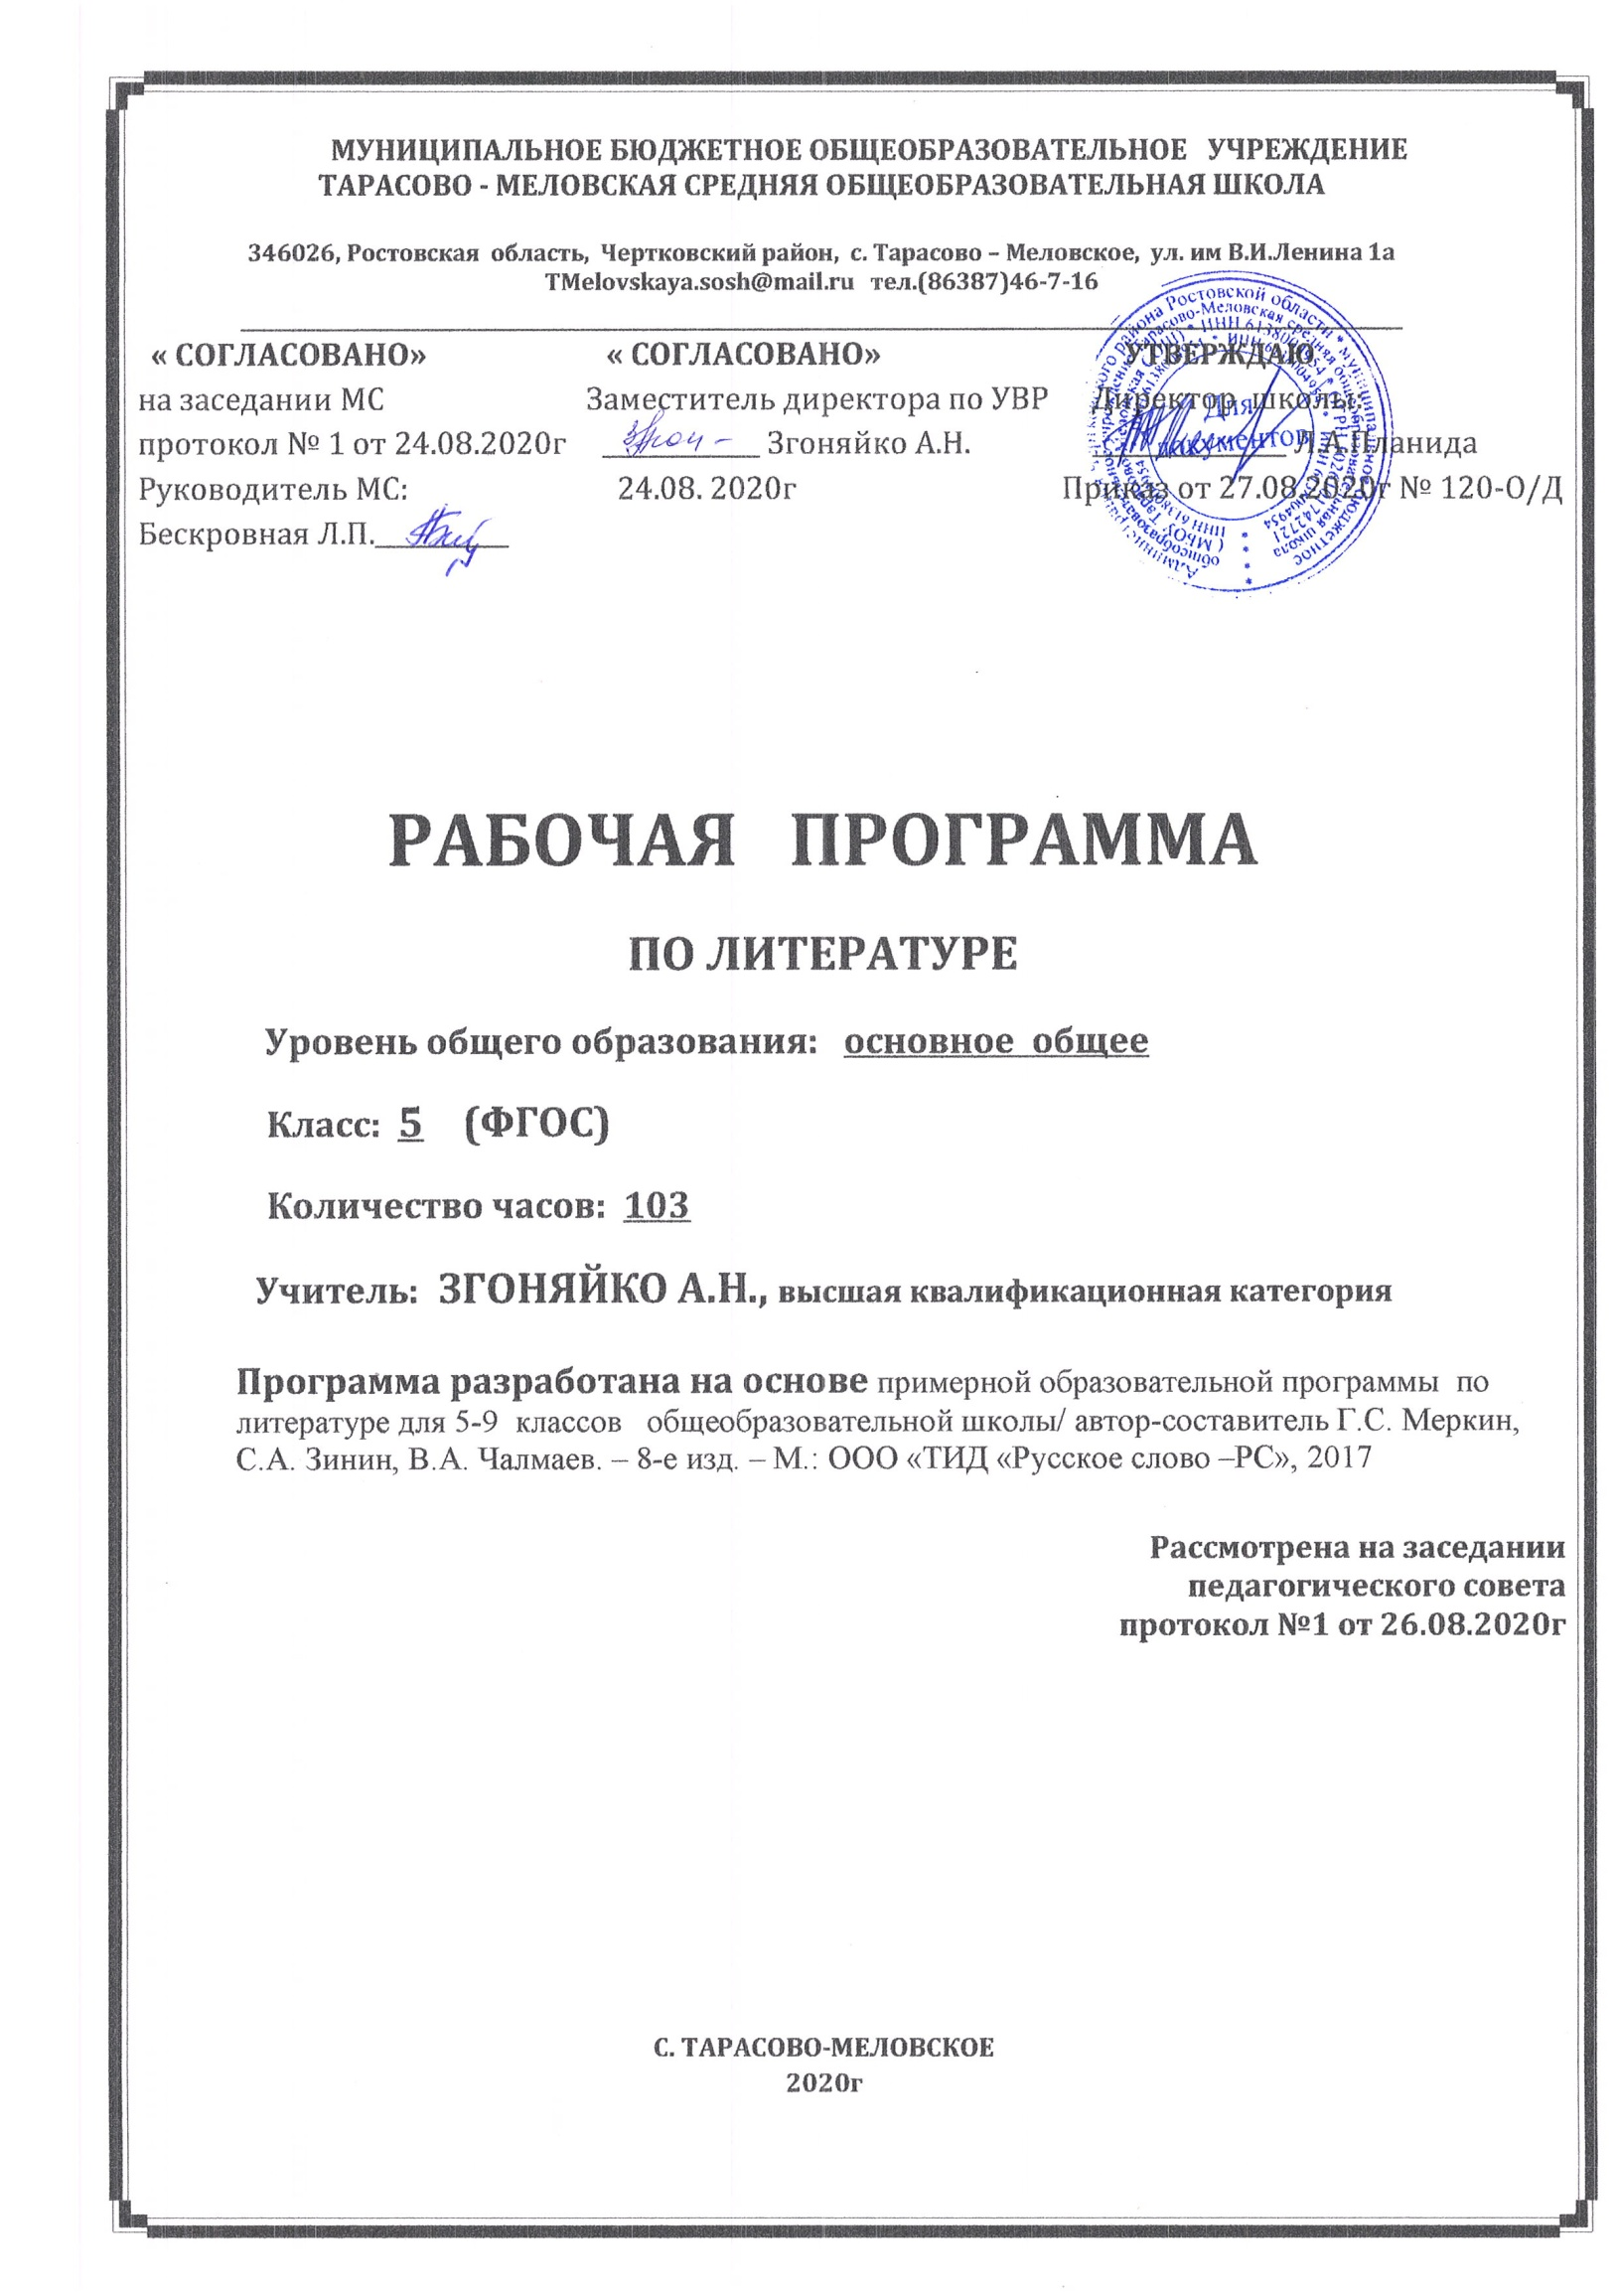 МУНИЦИПАЛЬНОЕ БЮДЖЕТНОЕ ОБЩЕОБРАЗОВАТЕЛЬНОЕ УЧРЕЖДЕНИЕ
ТАРАСОВО - МЕЛОВСКАЯ СРЕДНЯЯ ОБЩЕОБРАЗОВАТЕЛЬНАЯ ШКОЛА
346026, Ростовская область, Чертковский район, с. Тарасово – Меловское, ул. им В.И.Ленина 1а
TMelovskaya.sosh@mail.ru тел.(86387)46-7-16
« СОГЛАСОВАНО»
на заседании МС
протокол № 1 от 24.08.2020г
Руководитель МС:
Бескровная Л.П.
« СОГЛАСОВАНО»
Заместитель директора по УВР
Згоняйко А.Н.
24.08. 2020г
УТВЕРЖДАЮ
Директор школы:
Л.А.Планида
Приказ от 27.08.2020г № 120-О/Д
Для
документов
РАБОЧАЯ ПРОГРАММА
ПО ЛИТЕРАТУРЕ
Уровень общего образования: основное общее
Класс: 5 (ФГОС)
Количество часов: 103
Учитель: ЗГОНЯЙКО А.Н., высшая квалификационная категория
Программа разработана на основе примерной образовательной программы по
литературе для 5-9 классов общеобразовательной школы/ автор-составитель Г.С. Меркин,
С.А. Зинин, В.А. Чалмаев. – 8-е изд. – М.: ООО «ТИД «Русское слово –РС», 2017
Рассмотрена на заседании
педагогического совета
протокол №1 от 26.08.2020г
С. ТАРАСОВО-МЕЛОВСКОЕ
2020г